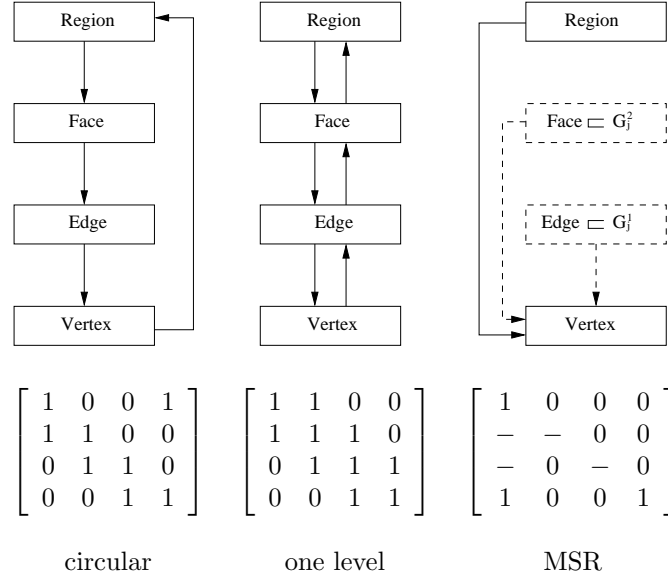 Region Region Region
Face Face Face ⊏ G_j^2
Edge Edge Edge ⊏ G_j^1
Vertex Vertex Vertex
1 0 0 1 1 1 0 0 1 0 0 0
1 1 0 0 1 1 1 0 − − 0 0
0 1 1 0 0 1 1 1 − 0 − 0
0 0 1 1 0 0 1 1 1 0 0 1
circular one level MSR